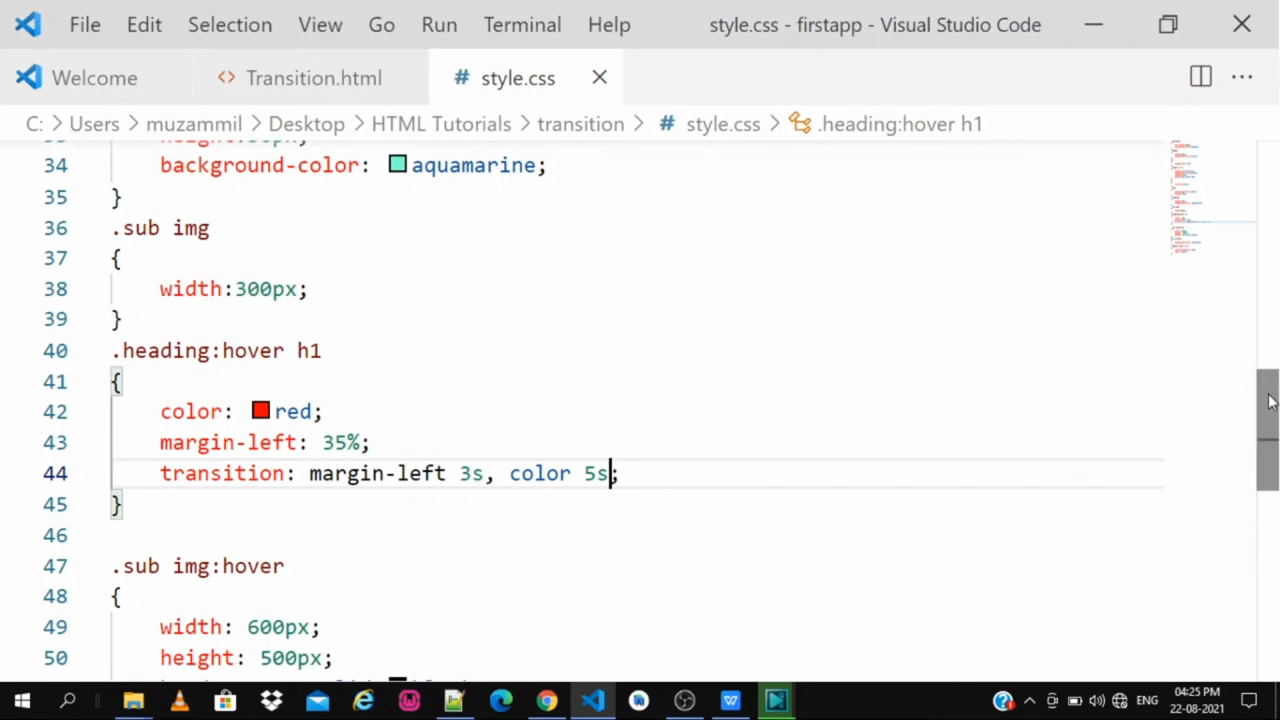 File Edit Selection View Go Run Terminal Help style.css - firstapp - Visual Studio Code
Welcome <> Transition.html # style.css
C: > Users > muzammil > Desktop > HTML Tutorials > transition > # style.css > .heading:hover h1
34 background-color: aquamarine;
35 }
36 .sub img
37 {
38 width:300px;
39 }
40 .heading:hover h1
41 {
42 color: red;
43 margin-left: 35%;
44 transition: margin-left 3s, color 5s;
45 }
46
47 .sub img:hover
48 {
49 width: 600px;
50 height: 500px;
ENG 04:25 PM
22-08-2021